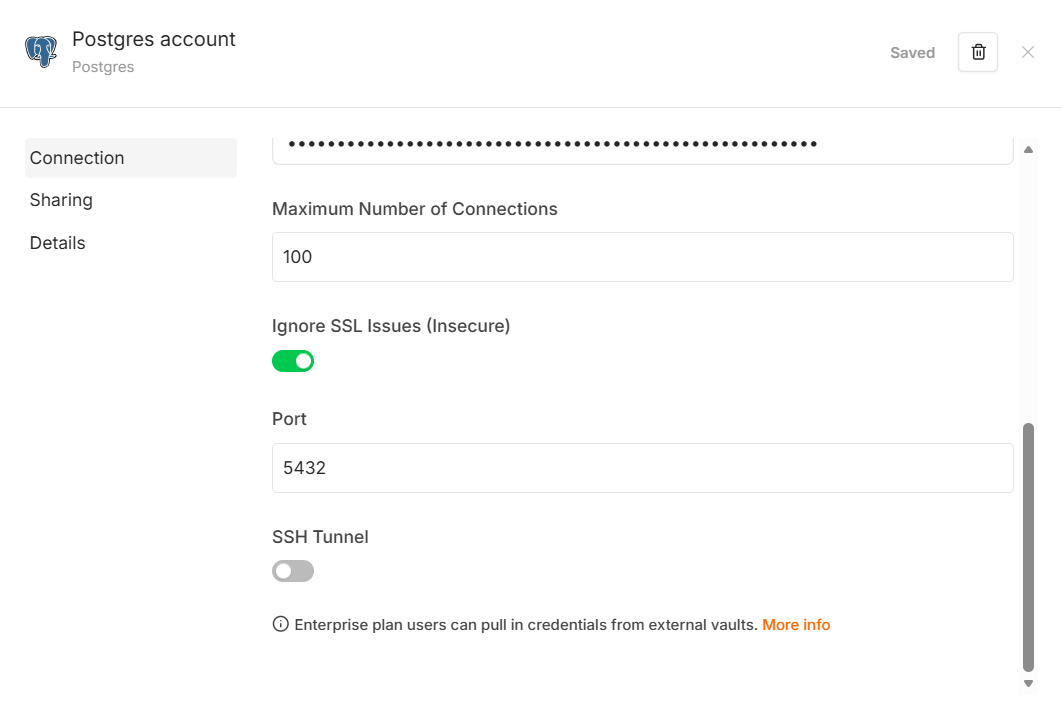 Postgres account
Postgres
Saved
Connection
Sharing
Details
••••••••••••••••••••••••••••••••••••••••••••••••••••••
Maximum Number of Connections
100
Ignore SSL Issues (Insecure)
Port
5432
SSH Tunnel
Enterprise plan users can pull in credentials from external vaults. More info